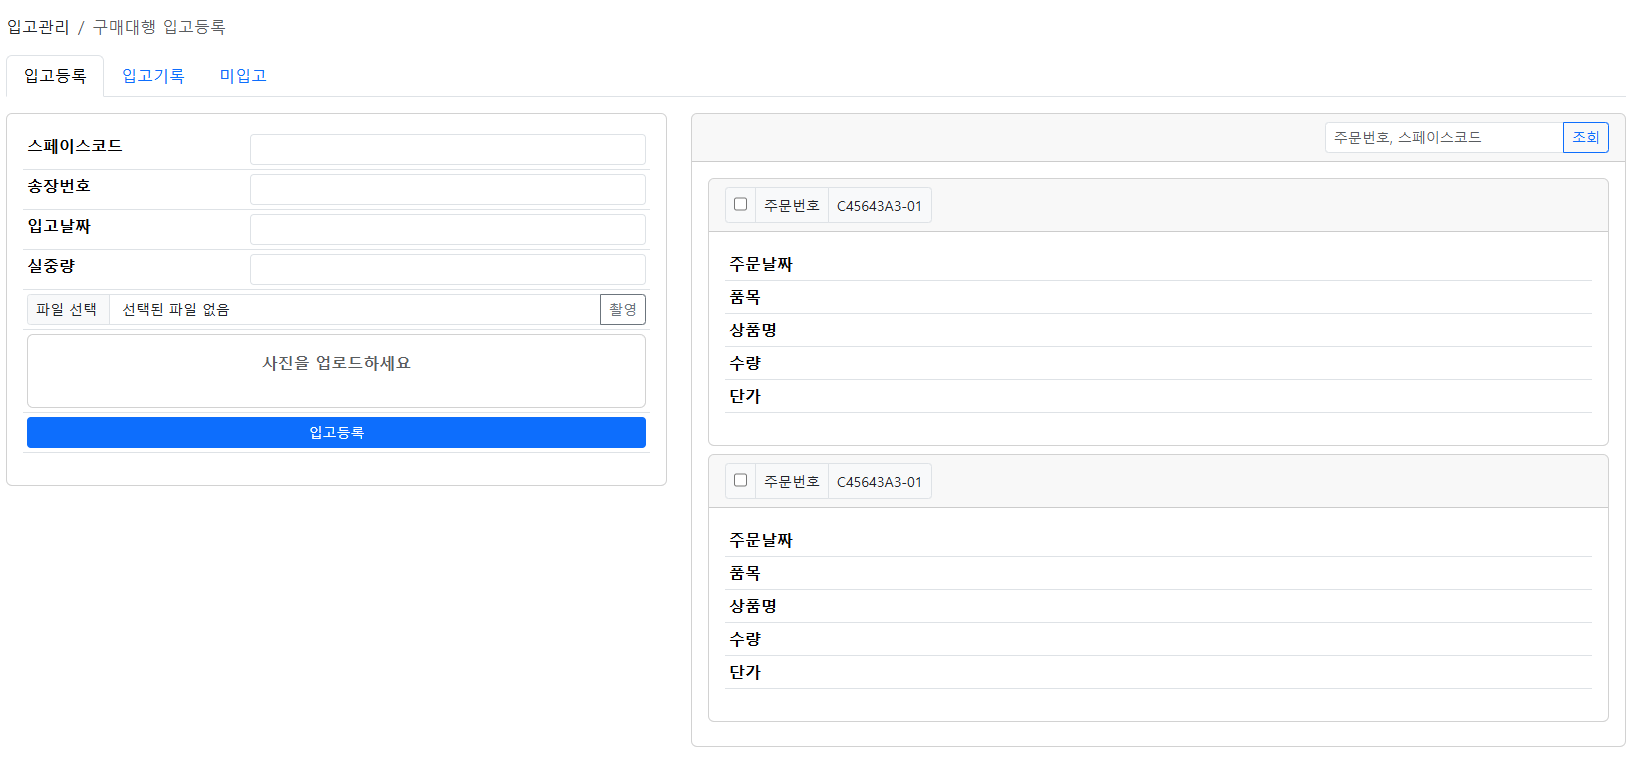 입고관리 / 구매대행 입고등록
입고등록 입고기록 미입고
스페이스코드
송장번호
입고날짜
실중량
파일 선택 선택된 파일 없음 촬영
사진을 업로드하세요
입고등록
주문번호, 스페이스코드 조회
주문번호 C45643A3-01
주문날짜
품목
상품명
수량
단가
주문번호 C45643A3-01
주문날짜
품목
상품명
수량
단가